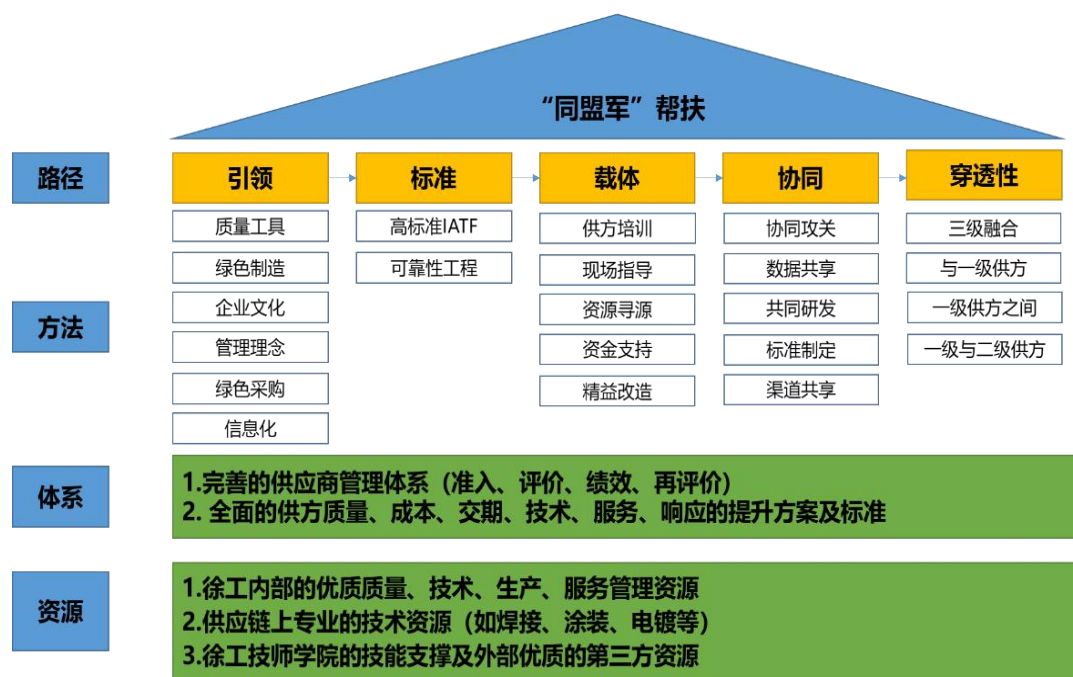 “同盟军”帮扶
路径
引领
标准
载体
协同
穿透性
方法
质量工具
绿色制造
企业文化
管理理念
绿色采购
信息化
高标准IATF
可靠性工程
供方培训
现场指导
资源寻源
资金支持
精益改造
协同攻关
数据共享
共同研发
标准制定
渠道共享
三级融合
与一级供方
一级供方之间
一级与二级供方
体系
1.完善的供应商管理体系（准入、评价、绩效、再评价）
2. 全面的供方质量、成本、交期、技术、服务、响应的提升方案及标准
资源
1.徐工内部的优质质量、技术、生产、服务管理资源
2.供应链上专业的技术资源（如焊接、涂装、电镀等）
3.徐工技师学院的技能支撑及外部优质的第三方资源